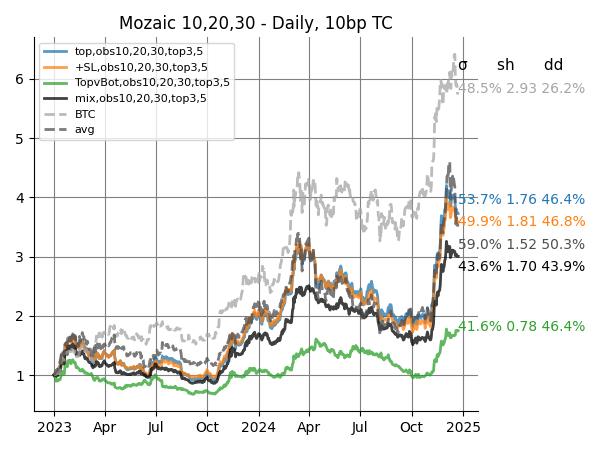 Mozaic 10,20,30 - Daily, 10bp TC
top,obs10,20,30,top3,5
+SL,obs10,20,30,top3,5
TopvBot,obs10,20,30,top3,5
mix,obs10,20,30,top3,5
BTC
avg
σ sh dd
48.5% 2.93 26.2%
53.7% 1.76 46.4%
49.9% 1.81 46.8%
59.0% 1.52 50.3%
43.6% 1.70 43.9%
41.6% 0.78 46.4%
6
5
4
3
2
1
2023 Apr Jul Oct 2024 Apr Jul Oct 2025